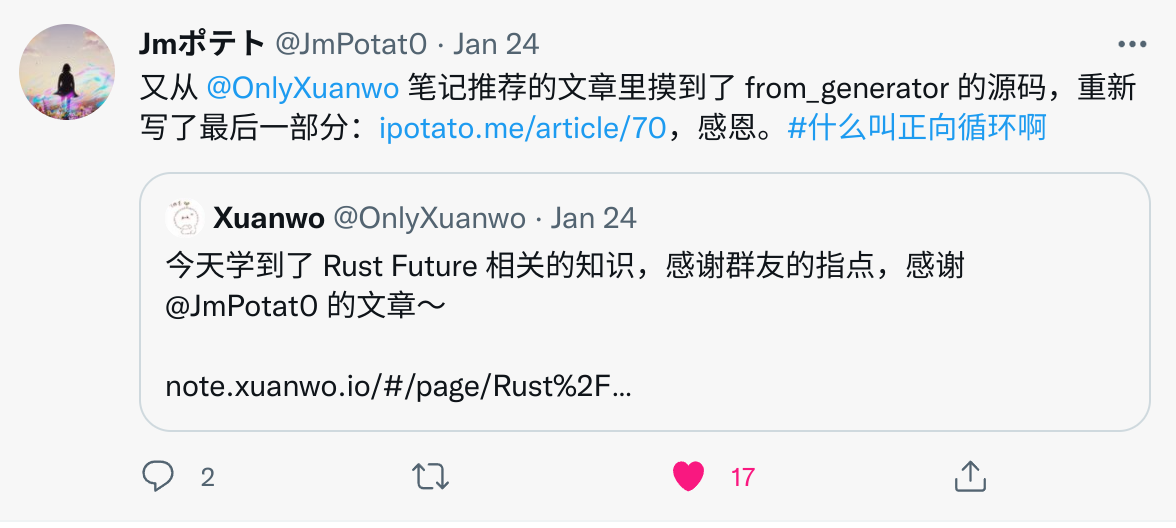 Jmポテト @JmPotat0 · Jan 24
又从 @OnlyXuanwo 笔记推荐的文章里摸到了 from_generator 的源码，重新
写了最后一部分：ipotato.me/article/70，感恩。#什么叫正向循环啊
Xuanwo @OnlyXuanwo · Jan 24
今天学到了 Rust Future 相关的知识，感谢群友的指点，感谢
@JmPotat0 的文章～
note.xuanwo.io/#/page/Rust%2F…
2
17